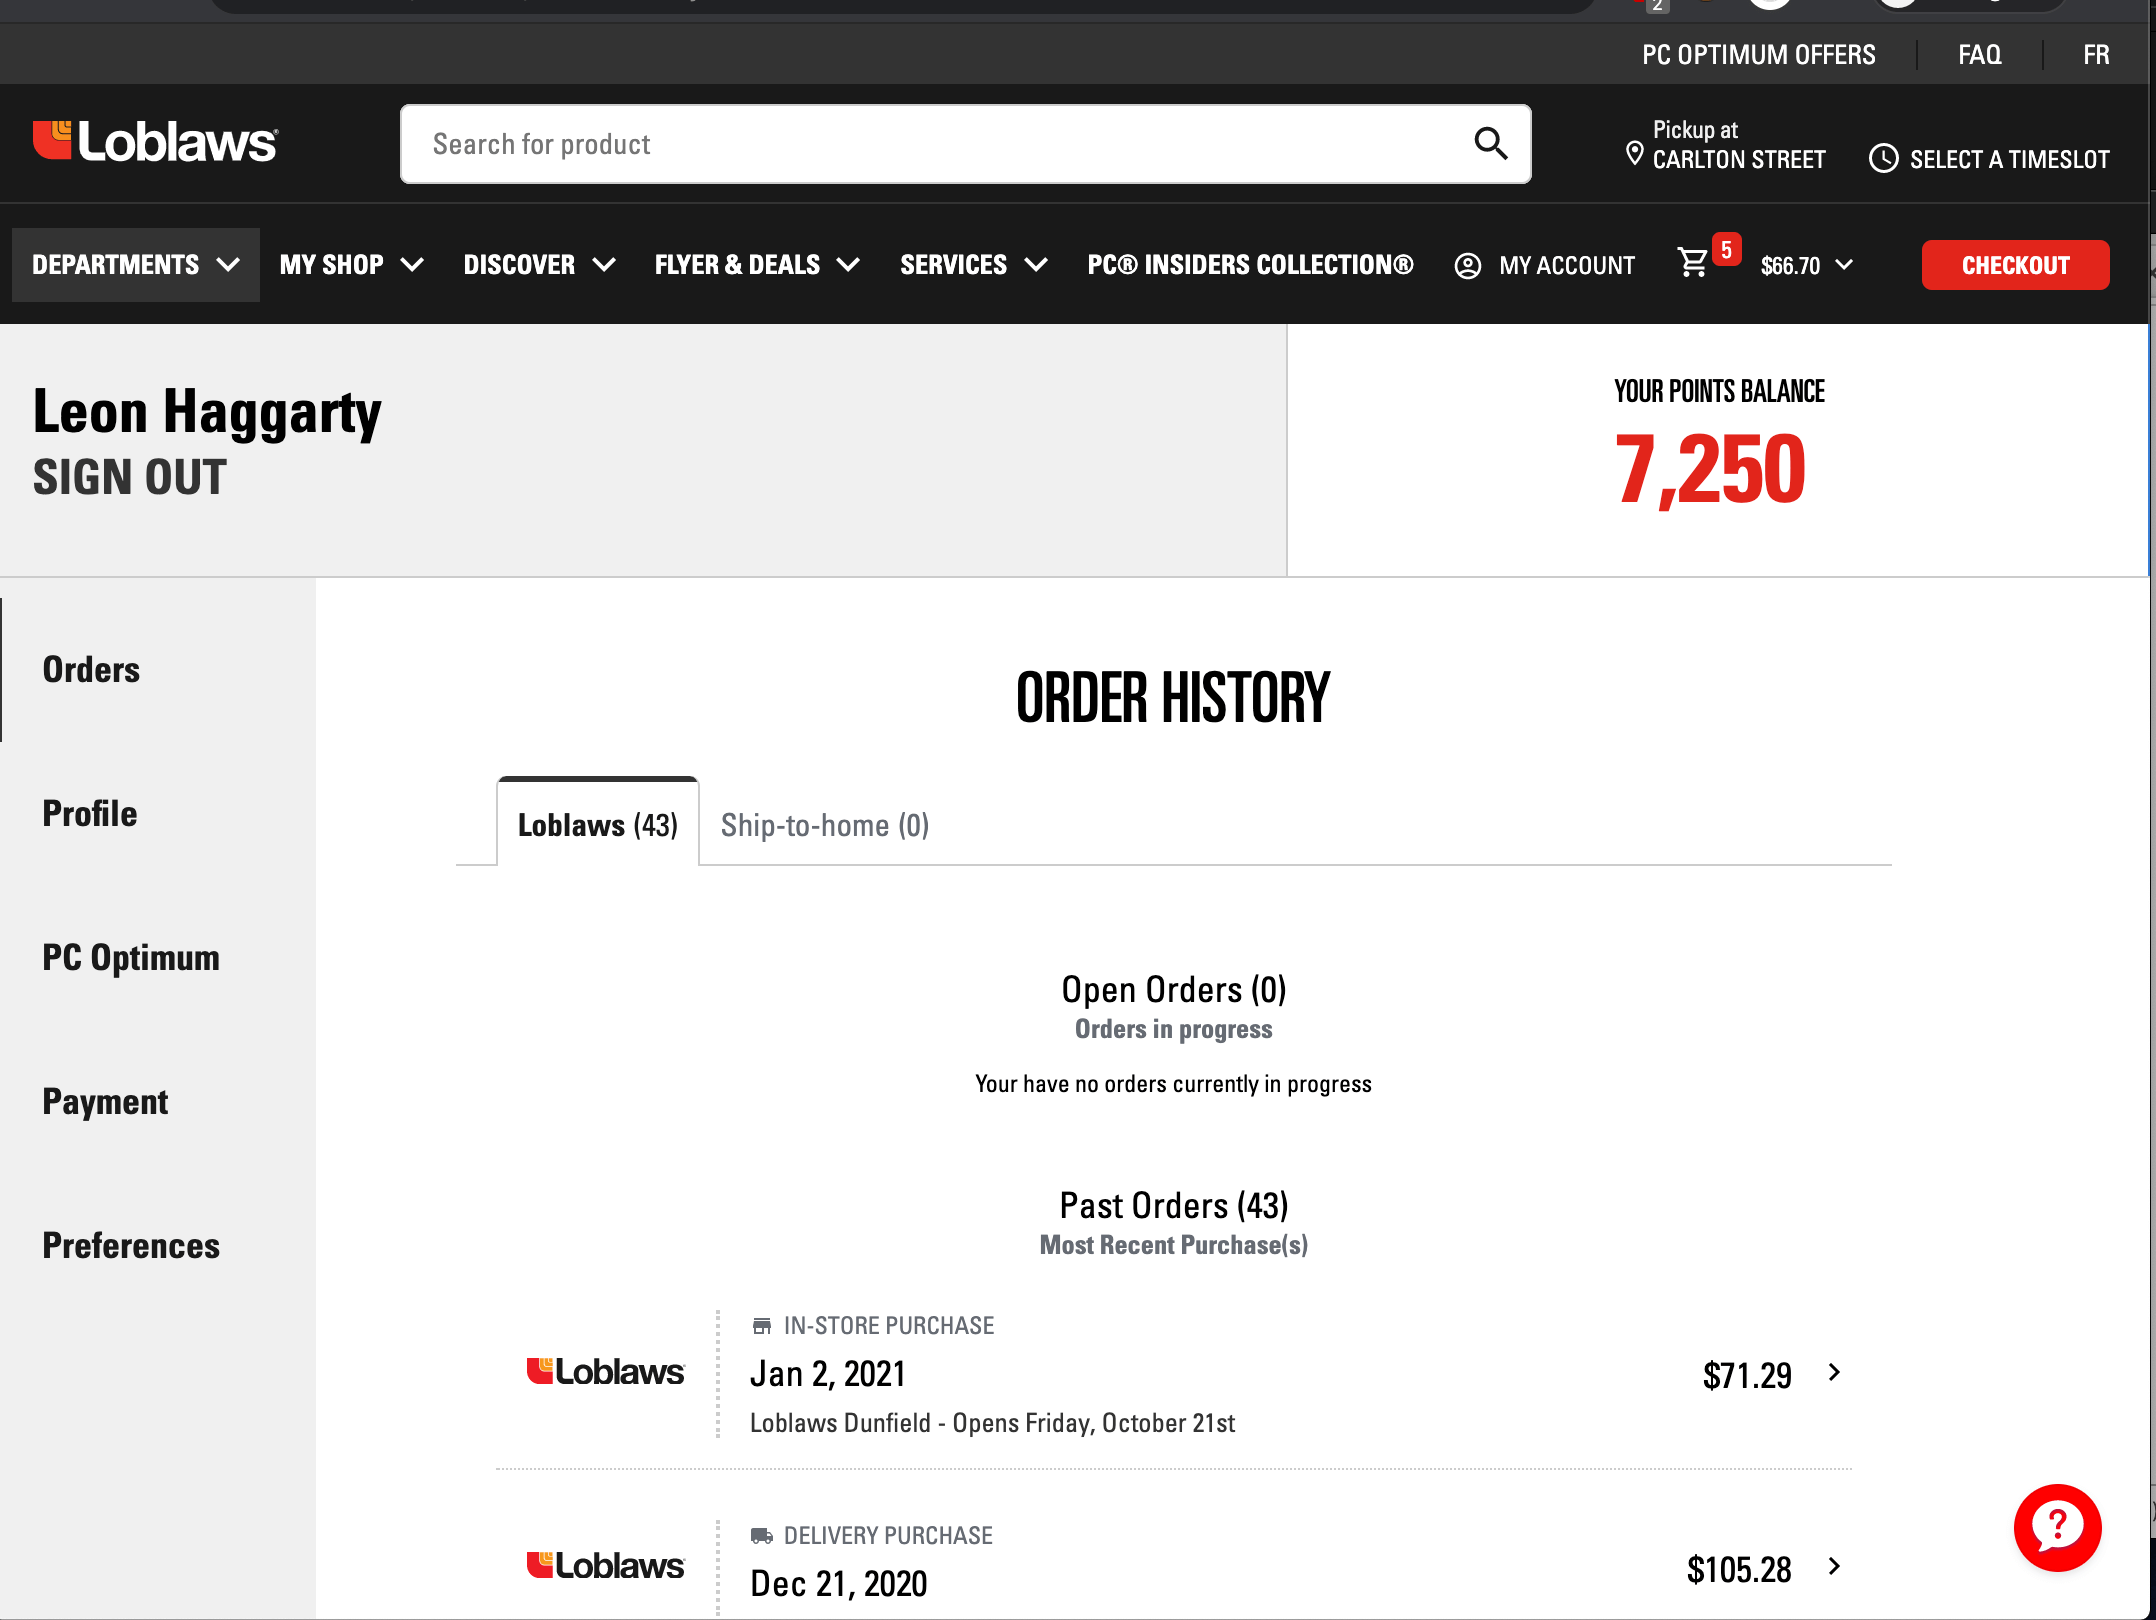 2
PC OPTIMUM OFFERS FAQ FR
Loblaws
Search for product
Pickup at
CARLTON STREET
SELECT A TIMESLOT
DEPARTMENTS MY SHOP DISCOVER FLYER & DEALS SERVICES PC® INSIDERS COLLECTION® MY ACCOUNT 5 $66.70 CHECKOUT
Leon Haggarty
SIGN OUT
YOUR POINTS BALANCE
7,250
Orders
Profile
PC Optimum
Payment
Preferences
ORDER HISTORY
Loblaws (43) Ship-to-home (0)
Open Orders (0)
Orders in progress
Your have no orders currently in progress
Past Orders (43)
Most Recent Purchase(s)
Loblaws
IN-STORE PURCHASE
Jan 2, 2021
Loblaws Dunfield - Opens Friday, October 21st
$71.29
Loblaws
DELIVERY PURCHASE
Dec 21, 2020
$105.28
?